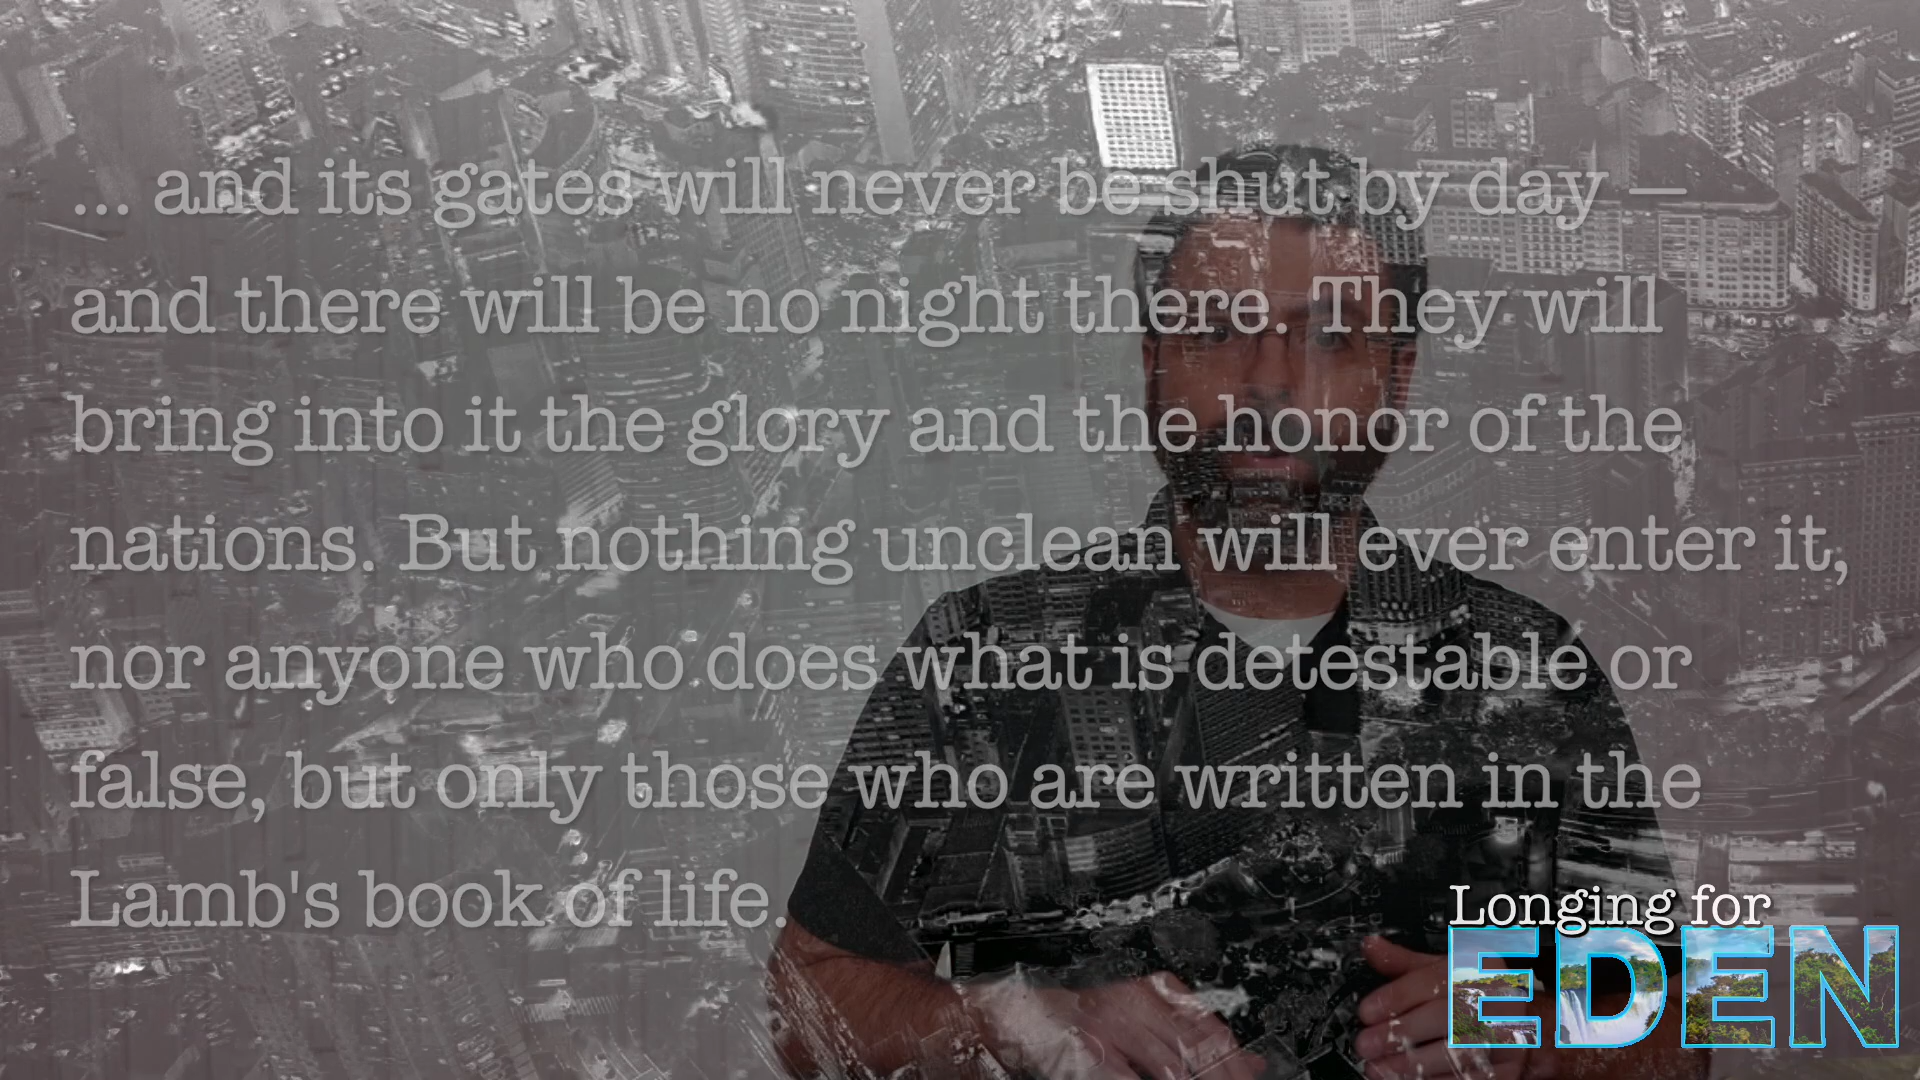 ... and its gates will never be shut by day —
and there will be no night there. They will
bring into it the glory and the honor of the
nations. But nothing unclean will ever enter it,
nor anyone who does what is detestable or
false, but only those who are written in the
Lamb's book of life.
Longing for
EDEN